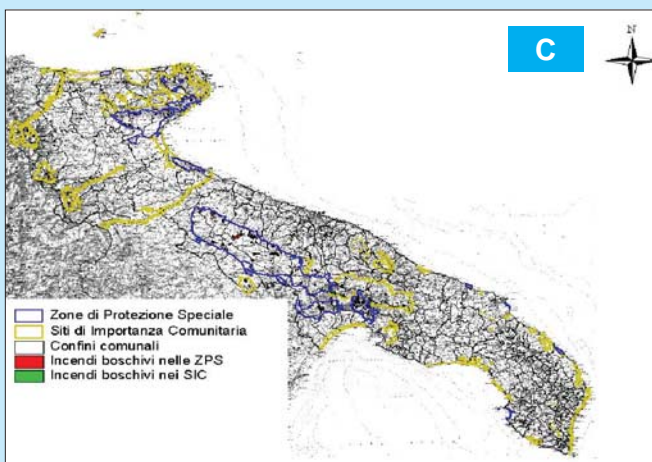 C
N
Zone di Protezione Speciale
Siti di Importanza Comunitaria
Confini comunali
Incendi boschivi nelle ZPS
Incendi boschivi nei SIC